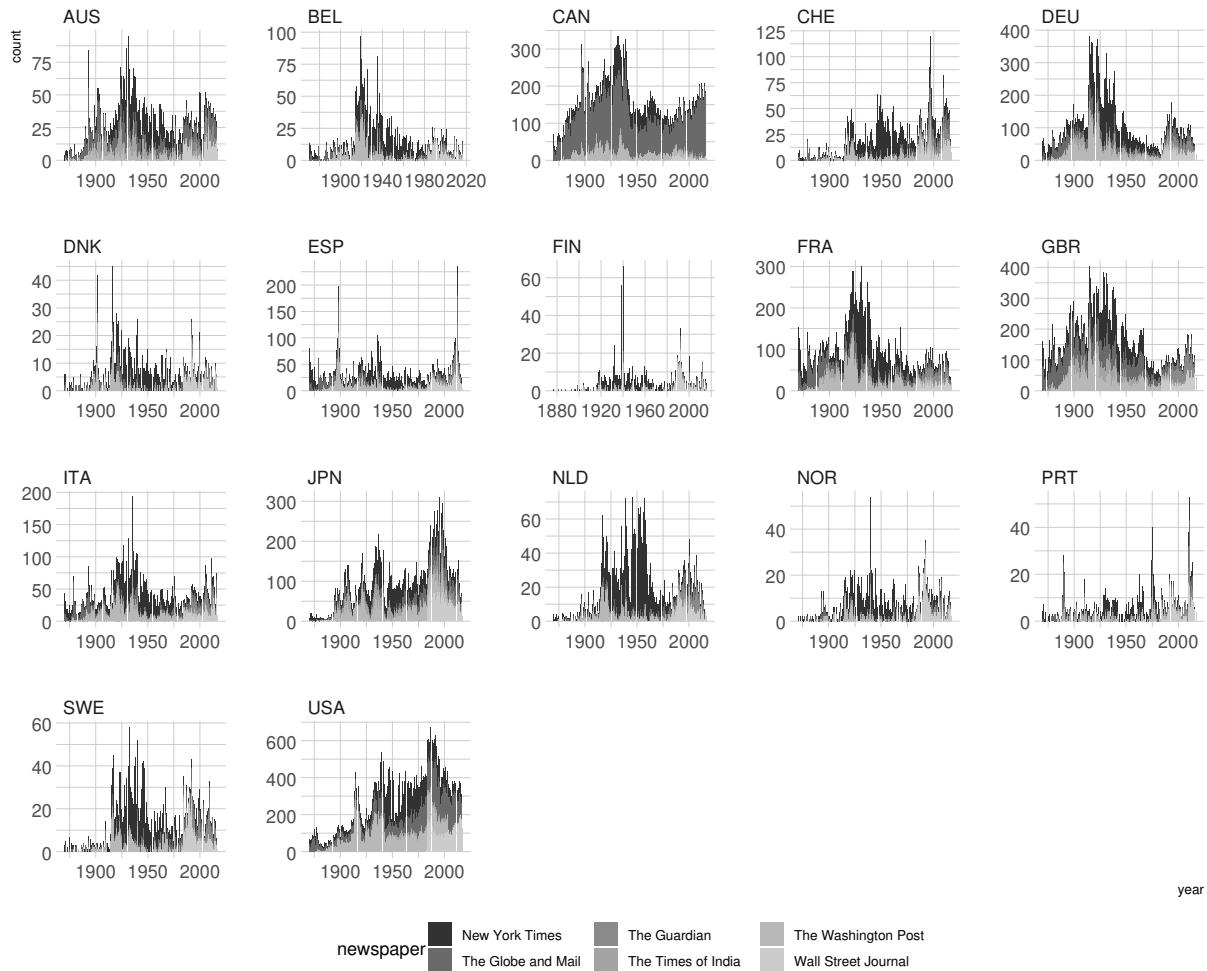 AUS BEL CAN CHE DEU
count
75
50
25
0
1900 1950 2000
100
75
50
25
0
1900 1940 1980 2020
300
200
100
0
1900 1950 2000
125
100
75
50
25
0
1900 1950 2000
400
300
200
100
0
1900 1950 2000
DNK ESP FIN FRA GBR
40
30
20
10
0
1900 1950 2000
200
150
100
50
0
1900 1950 2000
60
40
20
0
1880 1920 1960 2000
300
200
100
0
1900 1950 2000
400
300
200
100
0
1900 1950 2000
ITA JPN NLD NOR PRT
200
150
100
50
0
1900 1950 2000
300
200
100
0
1900 1950 2000
60
40
20
0
1900 1950 2000
40
20
0
1900 1950 2000
40
20
0
1900 1950 2000
SWE USA
60
40
20
0
1900 1950 2000
600
400
200
0
1900 1950 2000
year
newspaper
New York Times The Guardian The Washington Post
The Globe and Mail The Times of India Wall Street Journal